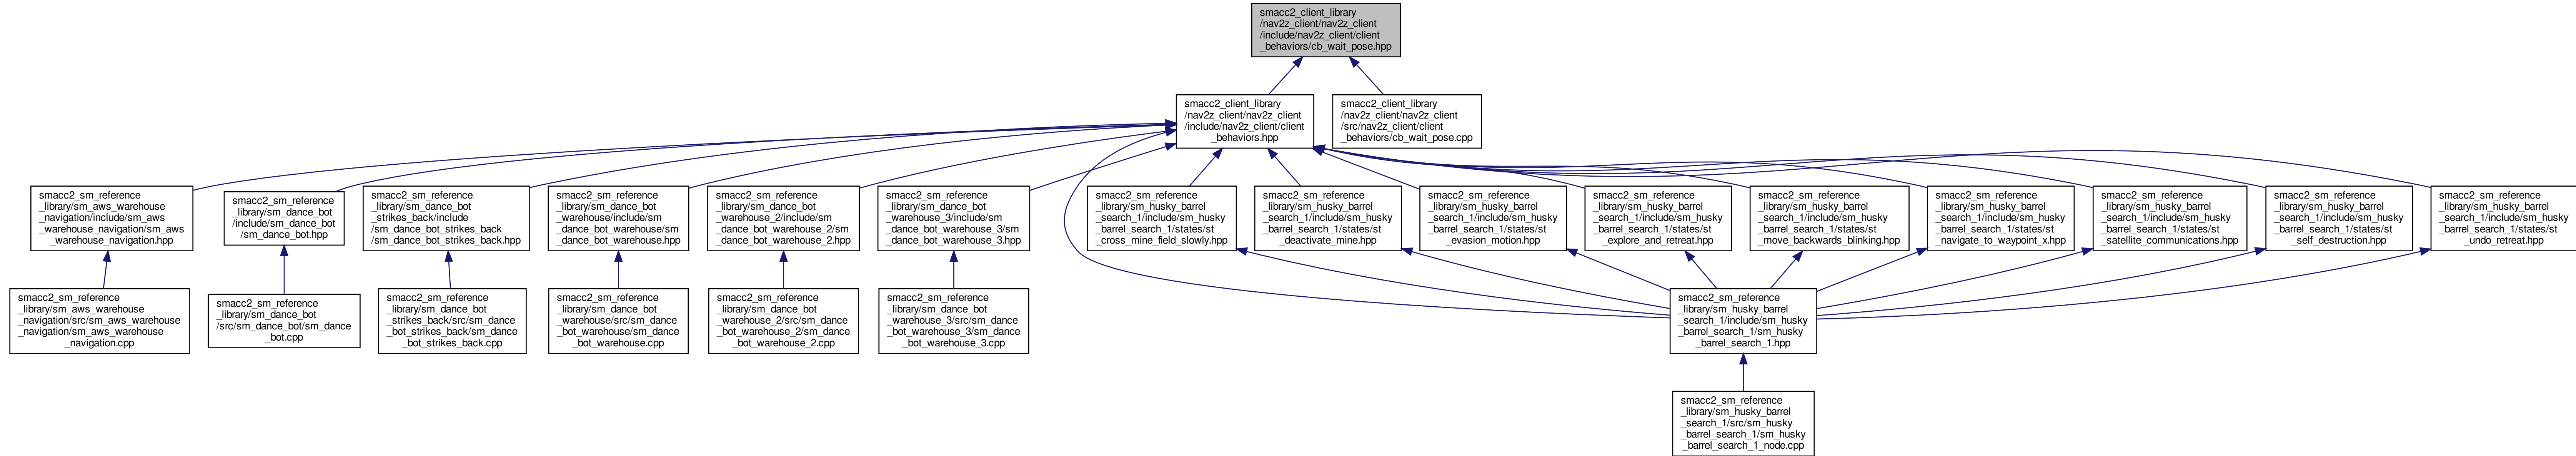 smacc2_client_library
/nav2z_client/nav2z_client
/include/nav2z_client/client
_behaviors/cb_wait_pose.hpp
smacc2_client_library
/nav2z_client/nav2z_client
/include/nav2z_client/client
_behaviors.hpp
smacc2_client_library
/nav2z_client/nav2z_client
/src/nav2z_client/client
_behaviors/cb_wait_pose.cpp
smacc2_sm_reference
_library/sm_aws_warehouse
_navigation/include/sm_aws
_warehouse_navigation/sm_aws
_warehouse_navigation.hpp
smacc2_sm_reference
_library/sm_dance_bot
/include/sm_dance_bot
/sm_dance_bot.hpp
smacc2_sm_reference
_library/sm_dance_bot
_strikes_back/include
/sm_dance_bot_strikes_back
/sm_dance_bot_strikes_back.hpp
smacc2_sm_reference
_library/sm_dance_bot
_warehouse/include/sm
_dance_bot_warehouse/sm
_dance_bot_warehouse.hpp
smacc2_sm_reference
_library/sm_dance_bot
_warehouse_2/include/sm
_dance_bot_warehouse_2/sm
_dance_bot_warehouse_2.hpp
smacc2_sm_reference
_library/sm_dance_bot
_warehouse_3/include/sm
_dance_bot_warehouse_3/sm
_dance_bot_warehouse_3.hpp
smacc2_sm_reference
_library/sm_husky_barrel
_search_1/include/sm_husky
_barrel_search_1/states/st
_cross_mine_field_slowly.hpp
smacc2_sm_reference
_library/sm_husky_barrel
_search_1/include/sm_husky
_barrel_search_1/states/st
_deactivate_mine.hpp
smacc2_sm_reference
_library/sm_husky_barrel
_search_1/include/sm_husky
_barrel_search_1/states/st
_evasion_motion.hpp
smacc2_sm_reference
_library/sm_husky_barrel
_search_1/include/sm_husky
_barrel_search_1/states/st
_explore_and_retreat.hpp
smacc2_sm_reference
_library/sm_husky_barrel
_search_1/include/sm_husky
_barrel_search_1/states/st
_move_backwards_blinking.hpp
smacc2_sm_reference
_library/sm_husky_barrel
_search_1/include/sm_husky
_barrel_search_1/states/st
_navigate_to_waypoint_x.hpp
smacc2_sm_reference
_library/sm_husky_barrel
_search_1/include/sm_husky
_barrel_search_1/states/st
_satellite_communications.hpp
smacc2_sm_reference
_library/sm_husky_barrel
_search_1/include/sm_husky
_barrel_search_1/states/st
_self_destruction.hpp
smacc2_sm_reference
_library/sm_husky_barrel
_search_1/include/sm_husky
_barrel_search_1/states/st
_undo_retreat.hpp
smacc2_sm_reference
_library/sm_aws_warehouse
_navigation/src/sm_aws_warehouse
_navigation/sm_aws_warehouse
_navigation.cpp
smacc2_sm_reference
_library/sm_dance_bot
/src/sm_dance_bot/sm_dance
_bot.cpp
smacc2_sm_reference
_library/sm_dance_bot
_strikes_back/src/sm_dance
_bot_strikes_back/sm_dance
_bot_strikes_back.cpp
smacc2_sm_reference
_library/sm_dance_bot
_warehouse/src/sm_dance
_bot_warehouse/sm_dance
_bot_warehouse.cpp
smacc2_sm_reference
_library/sm_dance_bot
_warehouse_2/src/sm_dance
_bot_warehouse_2/sm_dance
_bot_warehouse_2.cpp
smacc2_sm_reference
_library/sm_dance_bot
_warehouse_3/src/sm_dance
_bot_warehouse_3/sm_dance
_bot_warehouse_3.cpp
smacc2_sm_reference
_library/sm_husky_barrel
_search_1/include/sm_husky
_barrel_search_1/sm_husky
_barrel_search_1.hpp
smacc2_sm_reference
_library/sm_husky_barrel
_search_1/src/sm_husky
_barrel_search_1/sm_husky
_barrel_search_1_node.cpp